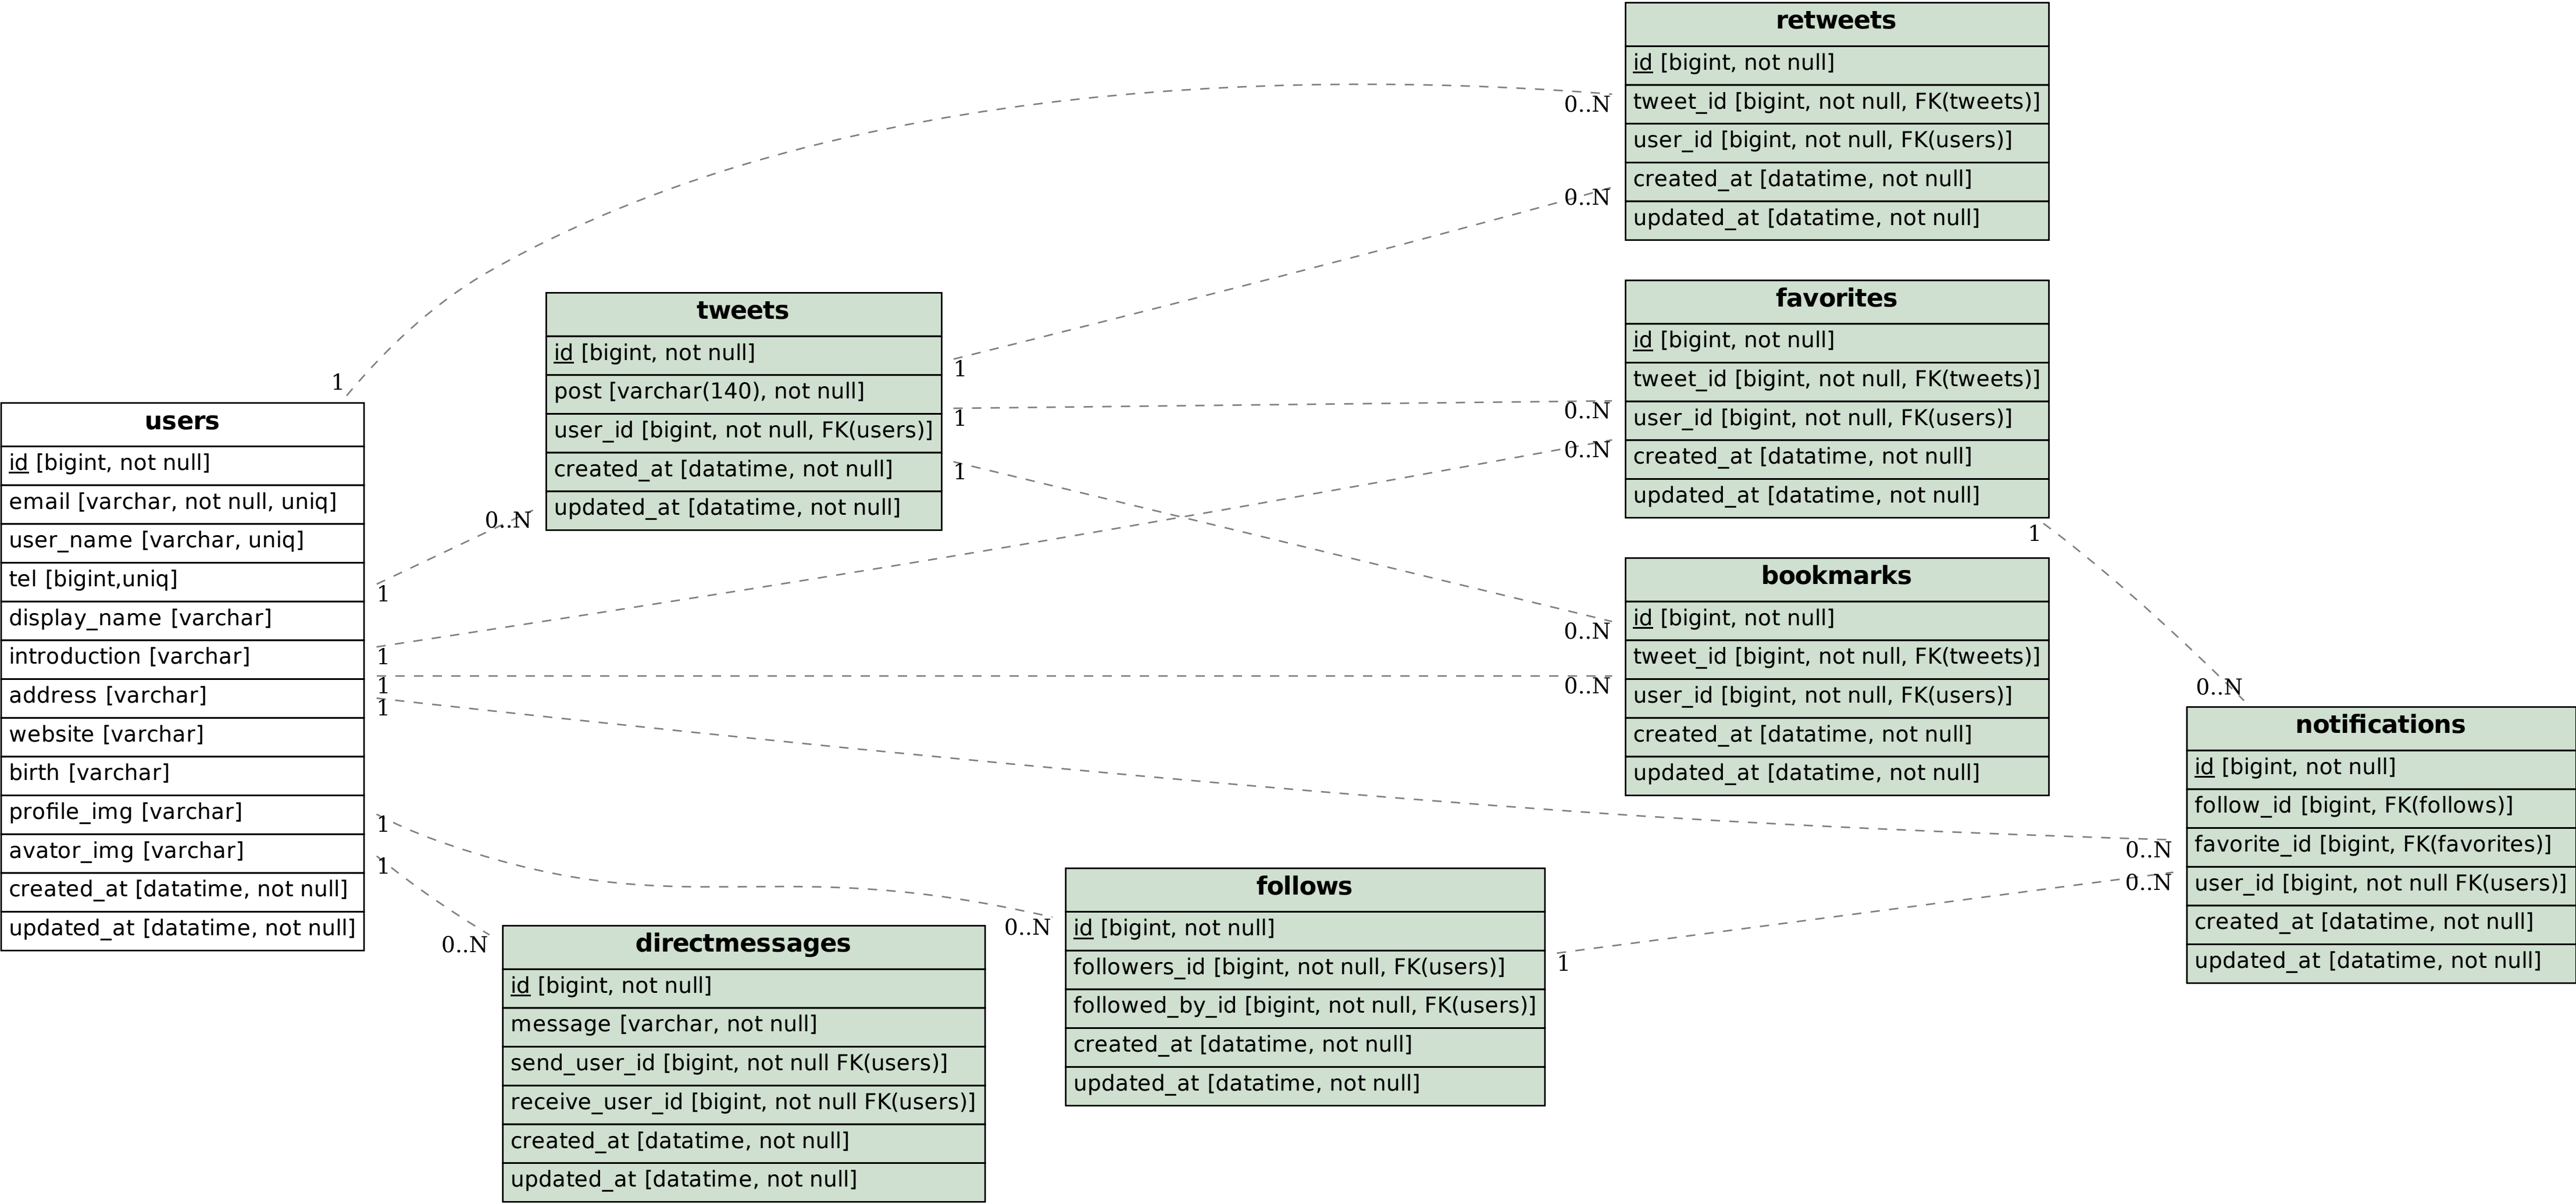 retweets
id [bigint, not null]
tweet_id [bigint, not null, FK(tweets)]
user_id [bigint, not null, FK(users)]
created_at [datatime, not null]
updated_at [datatime, not null]
0..N
0..N
favorites
id [bigint, not null]
tweet_id [bigint, not null, FK(tweets)]
user_id [bigint, not null, FK(users)]
created_at [datatime, not null]
updated_at [datatime, not null]
0..N
0..N
1
tweets
id [bigint, not null]
post [varchar(140), not null]
user_id [bigint, not null, FK(users)]
created_at [datatime, not null]
updated_at [datatime, not null]
1
1
1
0..N
users
id [bigint, not null]
email [varchar, not null, uniq]
user_name [varchar, uniq]
tel [bigint,uniq]
display_name [varchar]
introduction [varchar]
address [varchar]
website [varchar]
birth [varchar]
profile_img [varchar]
avator_img [varchar]
created_at [datatime, not null]
updated_at [datatime, not null]
1
1
1
1
1
1
1
bookmarks
id [bigint, not null]
tweet_id [bigint, not null, FK(tweets)]
user_id [bigint, not null, FK(users)]
created_at [datatime, not null]
updated_at [datatime, not null]
0..N
0..N
notifications
id [bigint, not null]
follow_id [bigint, FK(follows)]
favorite_id [bigint, FK(favorites)]
user_id [bigint, not null FK(users)]
created_at [datatime, not null]
updated_at [datatime, not null]
0..N
0..N
0..N
follows
id [bigint, not null]
followers_id [bigint, not null, FK(users)]
followed_by_id [bigint, not null, FK(users)]
created_at [datatime, not null]
updated_at [datatime, not null]
0..N
1
directmessages
id [bigint, not null]
message [varchar, not null]
send_user_id [bigint, not null FK(users)]
receive_user_id [bigint, not null FK(users)]
created_at [datatime, not null]
updated_at [datatime, not null]
0..N